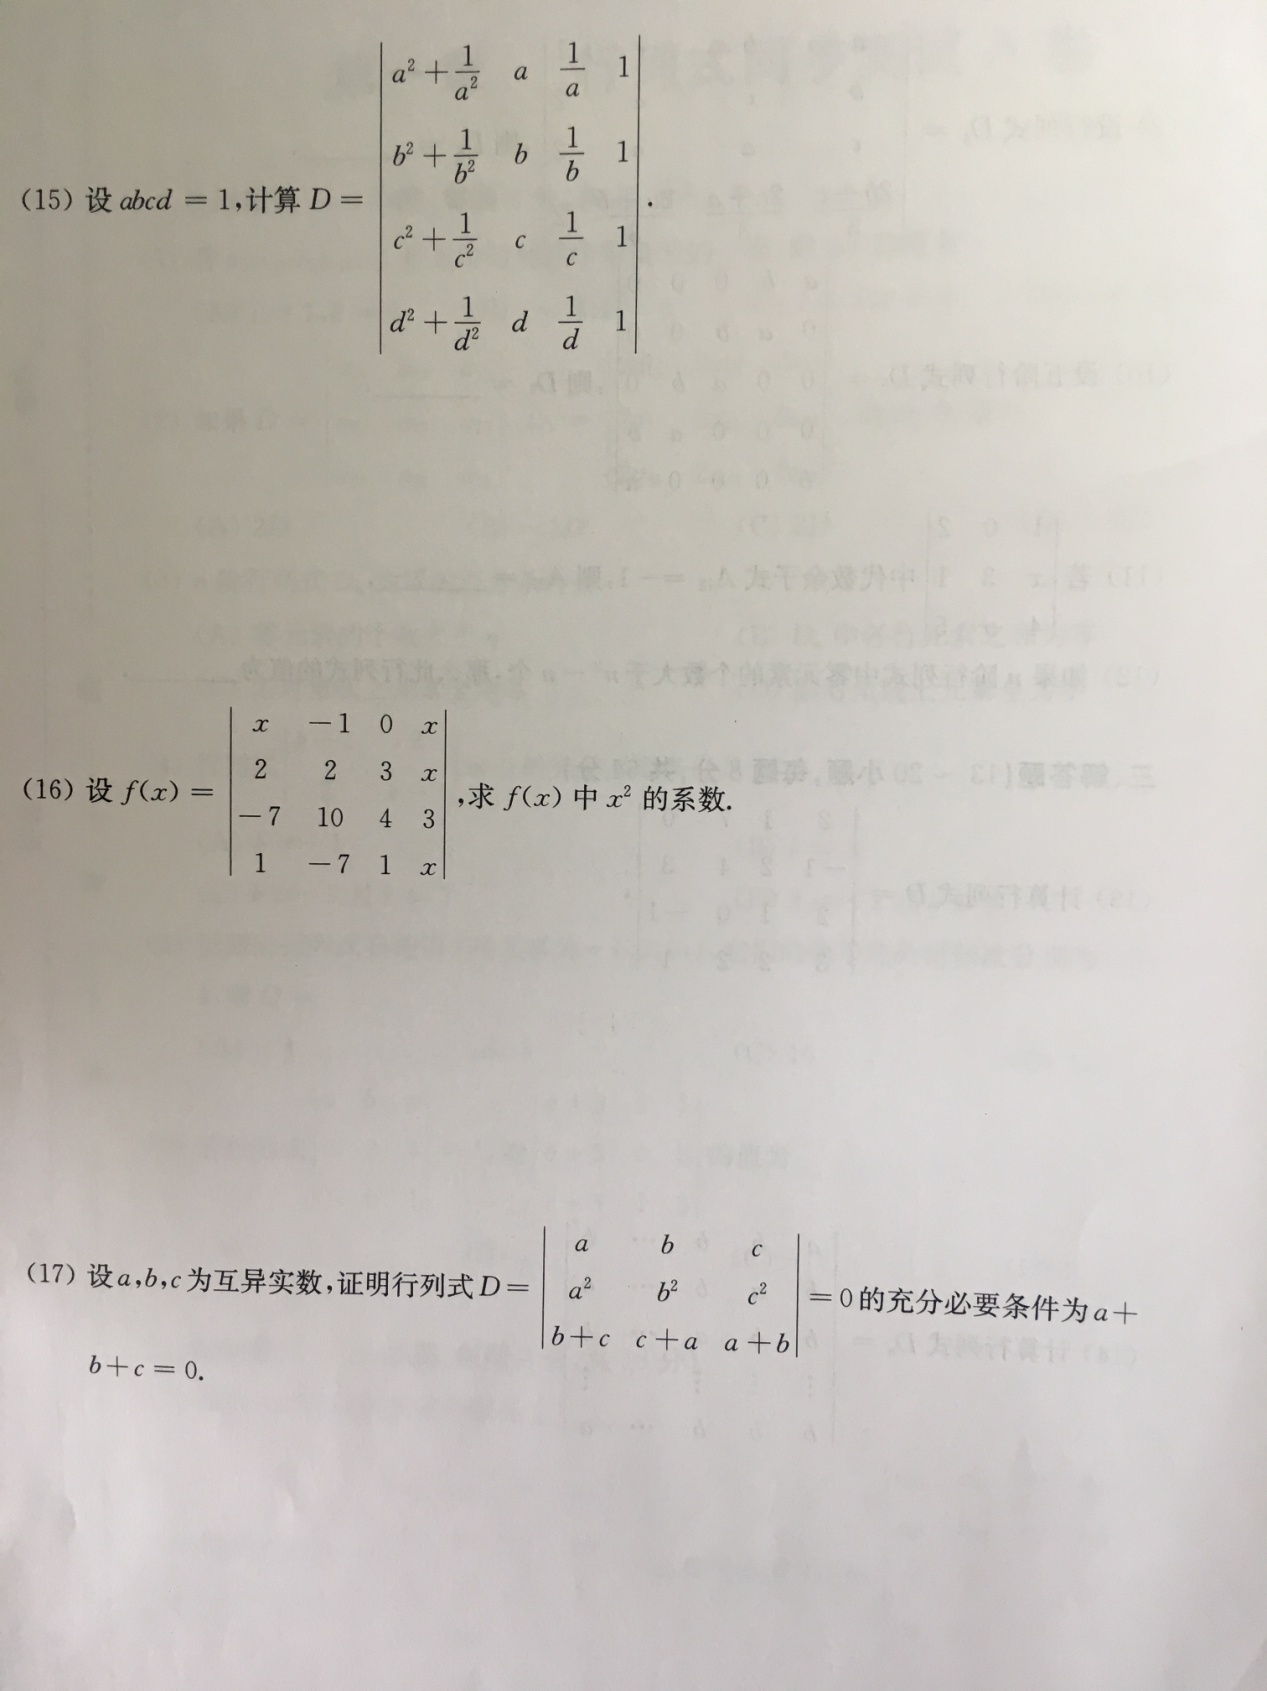 (15) 设 abcd = 1,计算 D = | a² + 1/a² a 1/a 1 |
| b² + 1/b² b 1/b 1 |
| c² + 1/c² c 1/c 1 |
| d² + 1/d² d 1/d 1 | .
(16) 设 f(x) = | x −1 0 x |
| 2 2 3 x |
| −7 10 4 3 |
| 1 −7 1 x | ,求 f(x) 中 x² 的系数.
(17) 设 a,b,c 为互异实数,证明行列式 D = | a b c |
| a² b² c² |
| b+c c+a a+b | = 0 的充分必要条件为 a+
b+c = 0.